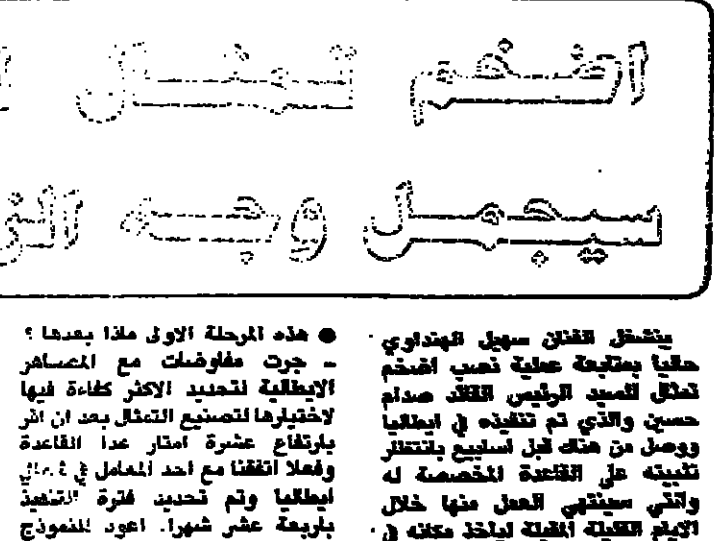 اضخم تمثال
سيجمل وجه
ينشغل الفنان سهيل الهنداوي
حاليا بمتابعة عملية نصب اضخم
تمثال للسيد الرئيس القائد صدام
حسين والذي تم تنفيذه في ايطاليا
ووصل من هناك قبل اسابيع بانتظار
تثبيته على القاعدة المخصصة له
والتي سينتهي العمل منها خلال
الايام القليلة المقبلة لياخذ مكانه في
● هذه المرحلة الاولى ماذا بعدها ؟
ــ جرت مفاوضات مع المصاهر
الايطالية لتحديد الاكثر كفاءة فيها
لاختيارها لتصنيع التمثال بعد ان اقر
بارتفاع عشرة امتار عدا القاعدة
وفعلا اتفقنا مع احد المعامل في
ايطاليا وتم تحديد فترة التنفيذ
باربعة عشر شهرا. اعود للنموذج